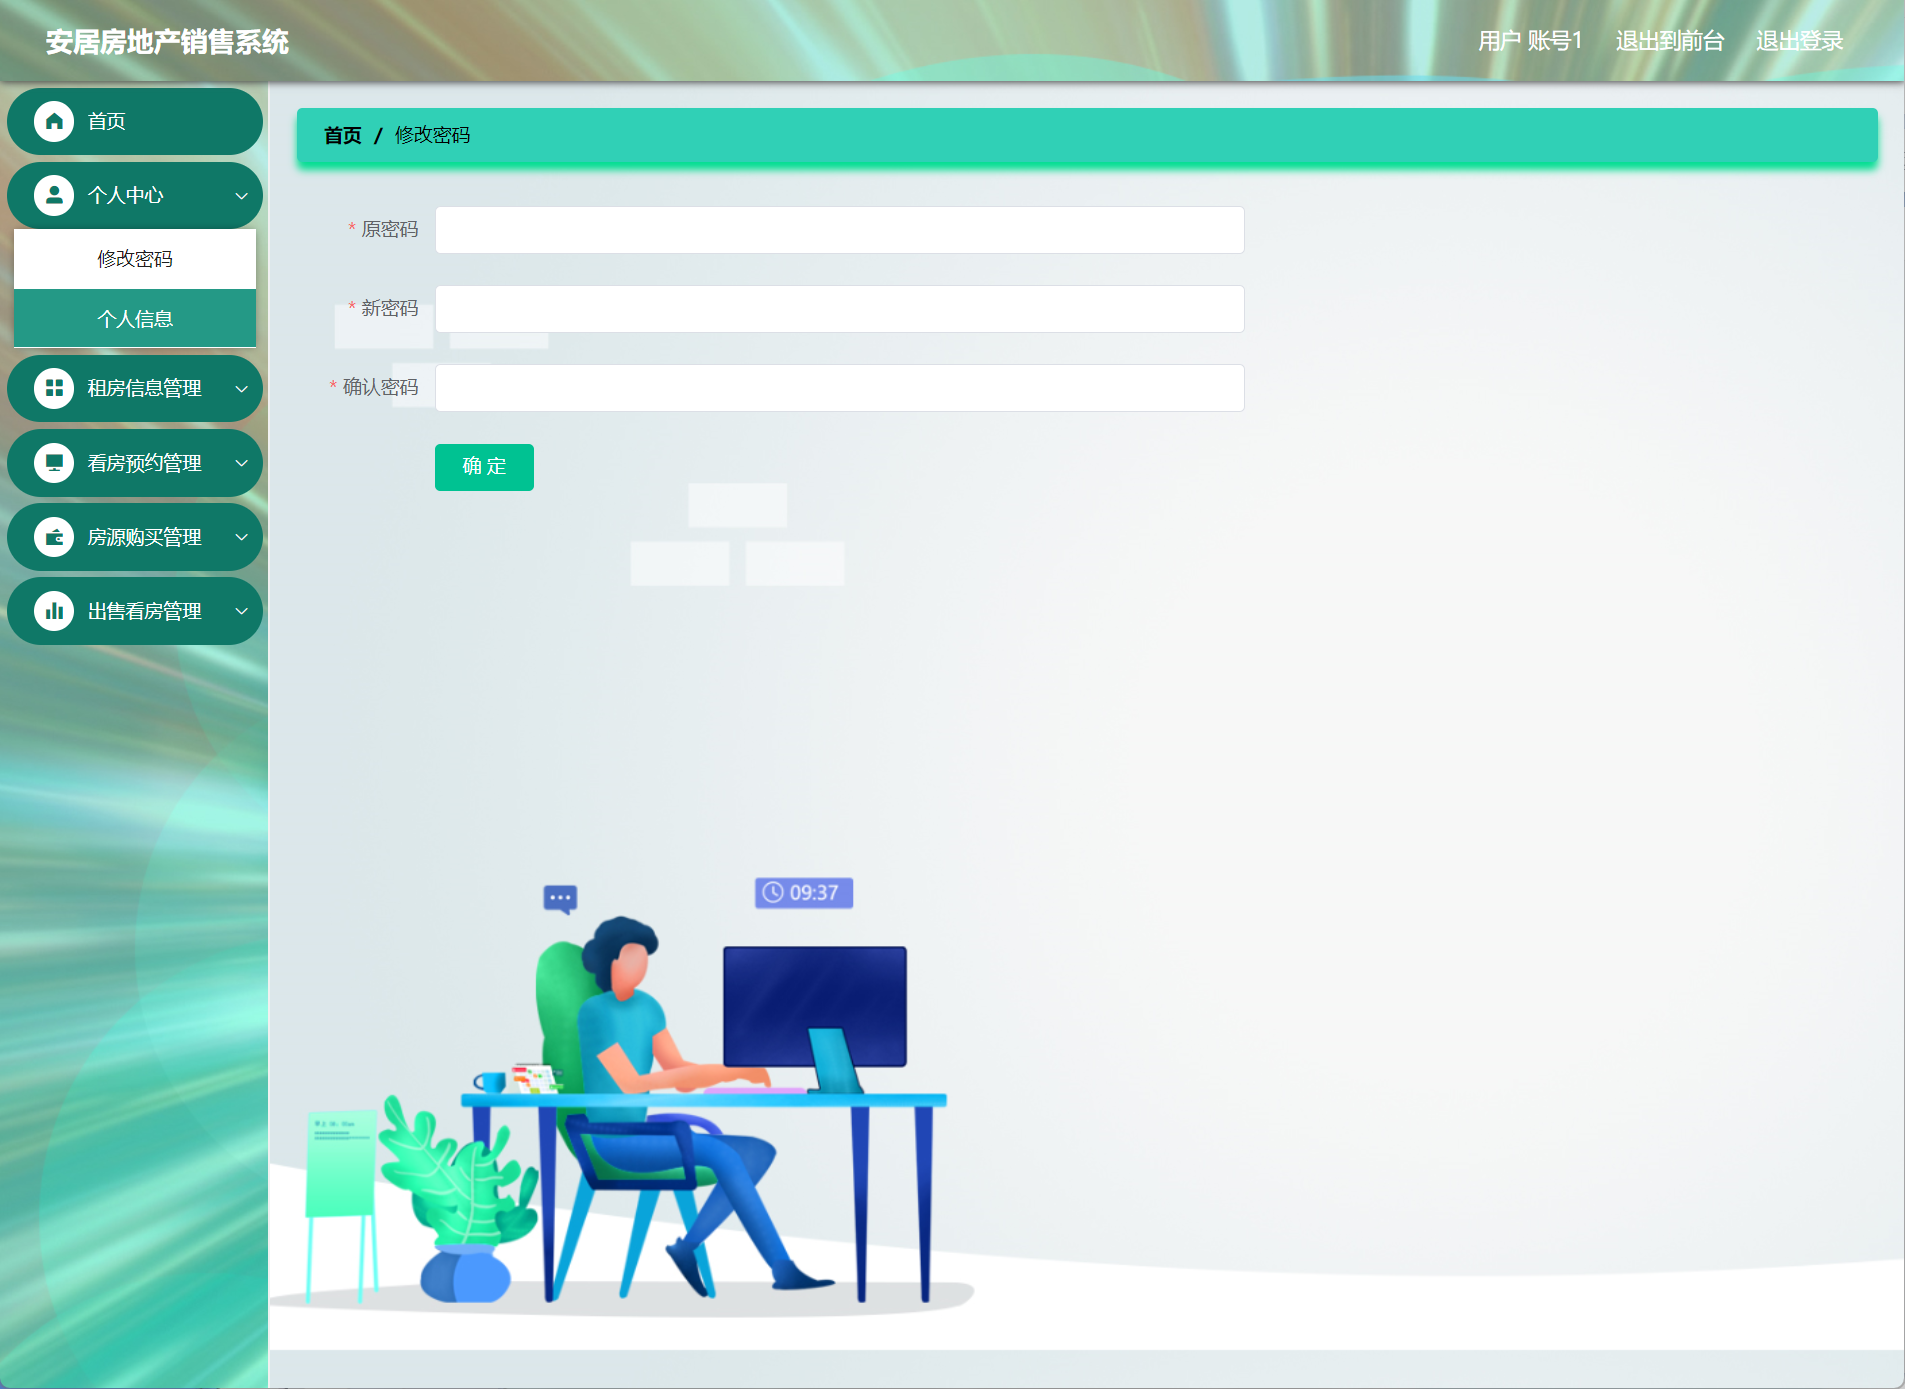 安居房地产销售系统
用户 账号1 退出到前台 退出登录
首页
个人中心
修改密码
个人信息
租房信息管理
看房预约管理
房源购买管理
出售看房管理
首页 / 修改密码
* 原密码
* 新密码
* 确认密码
确 定
09:37